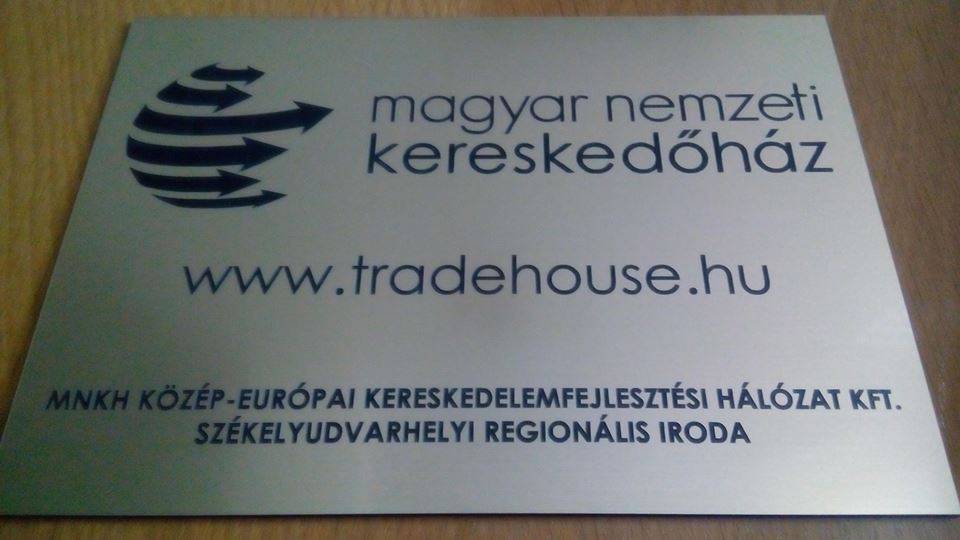 magyar nemzeti
kereskedőház
www.tradehouse.hu
MNKH KÖZÉP-EURÓPAI KERESKEDELEMFEJLESZTÉSI HÁLÓZAT KFT.
SZÉKELYUDVARHELYI REGIONÁLIS IRODA